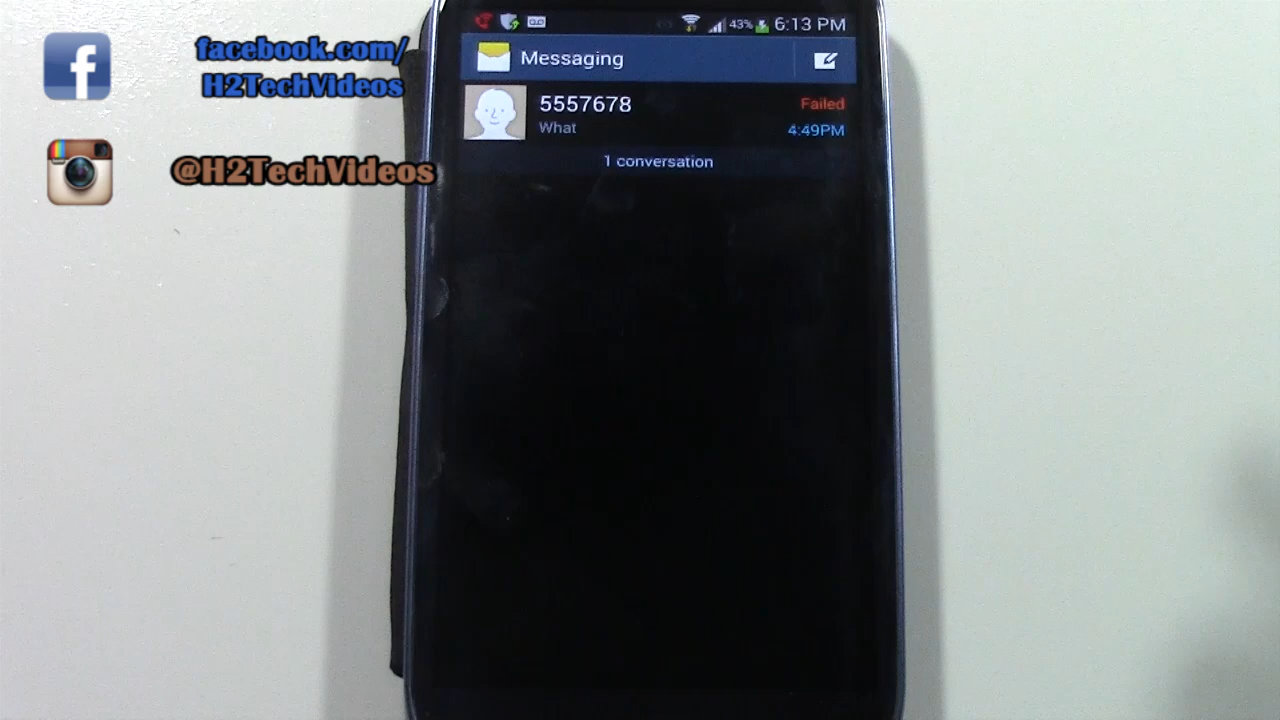 facebook.com/
H2TechVideos
@H2TechVideos
43% 6:13 PM
Messaging
5557678
Failed
What
4:49PM
1 conversation